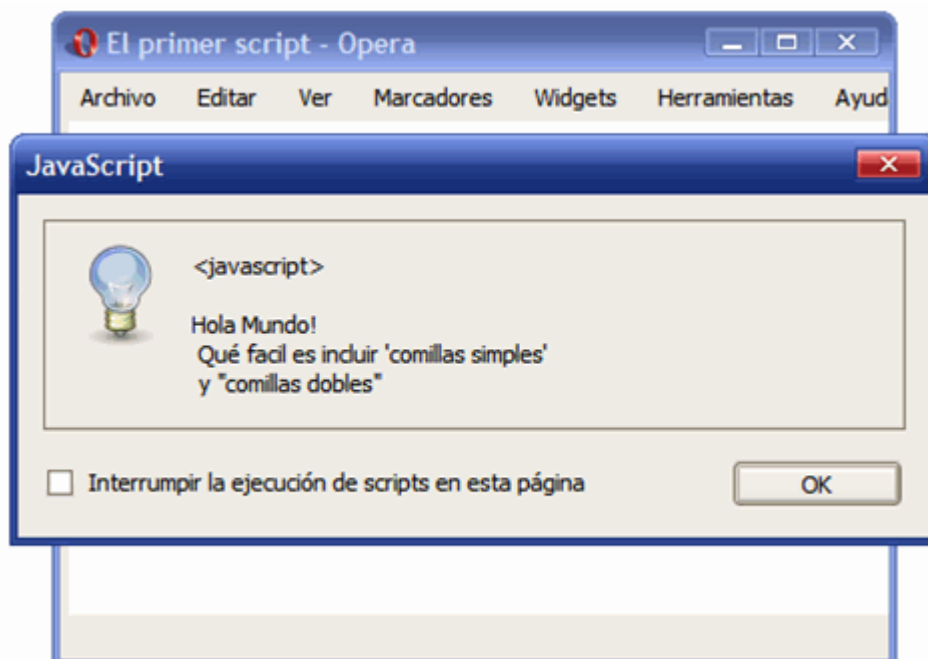 El primer script - Opera
Archivo Editar Ver Marcadores Widgets Herramientas Ayud
JavaScript
<javascript>
Hola Mundo!
Qué facil es incluir 'comillas simples'
y "comillas dobles"
Interrumpir la ejecución de scripts en esta página
OK